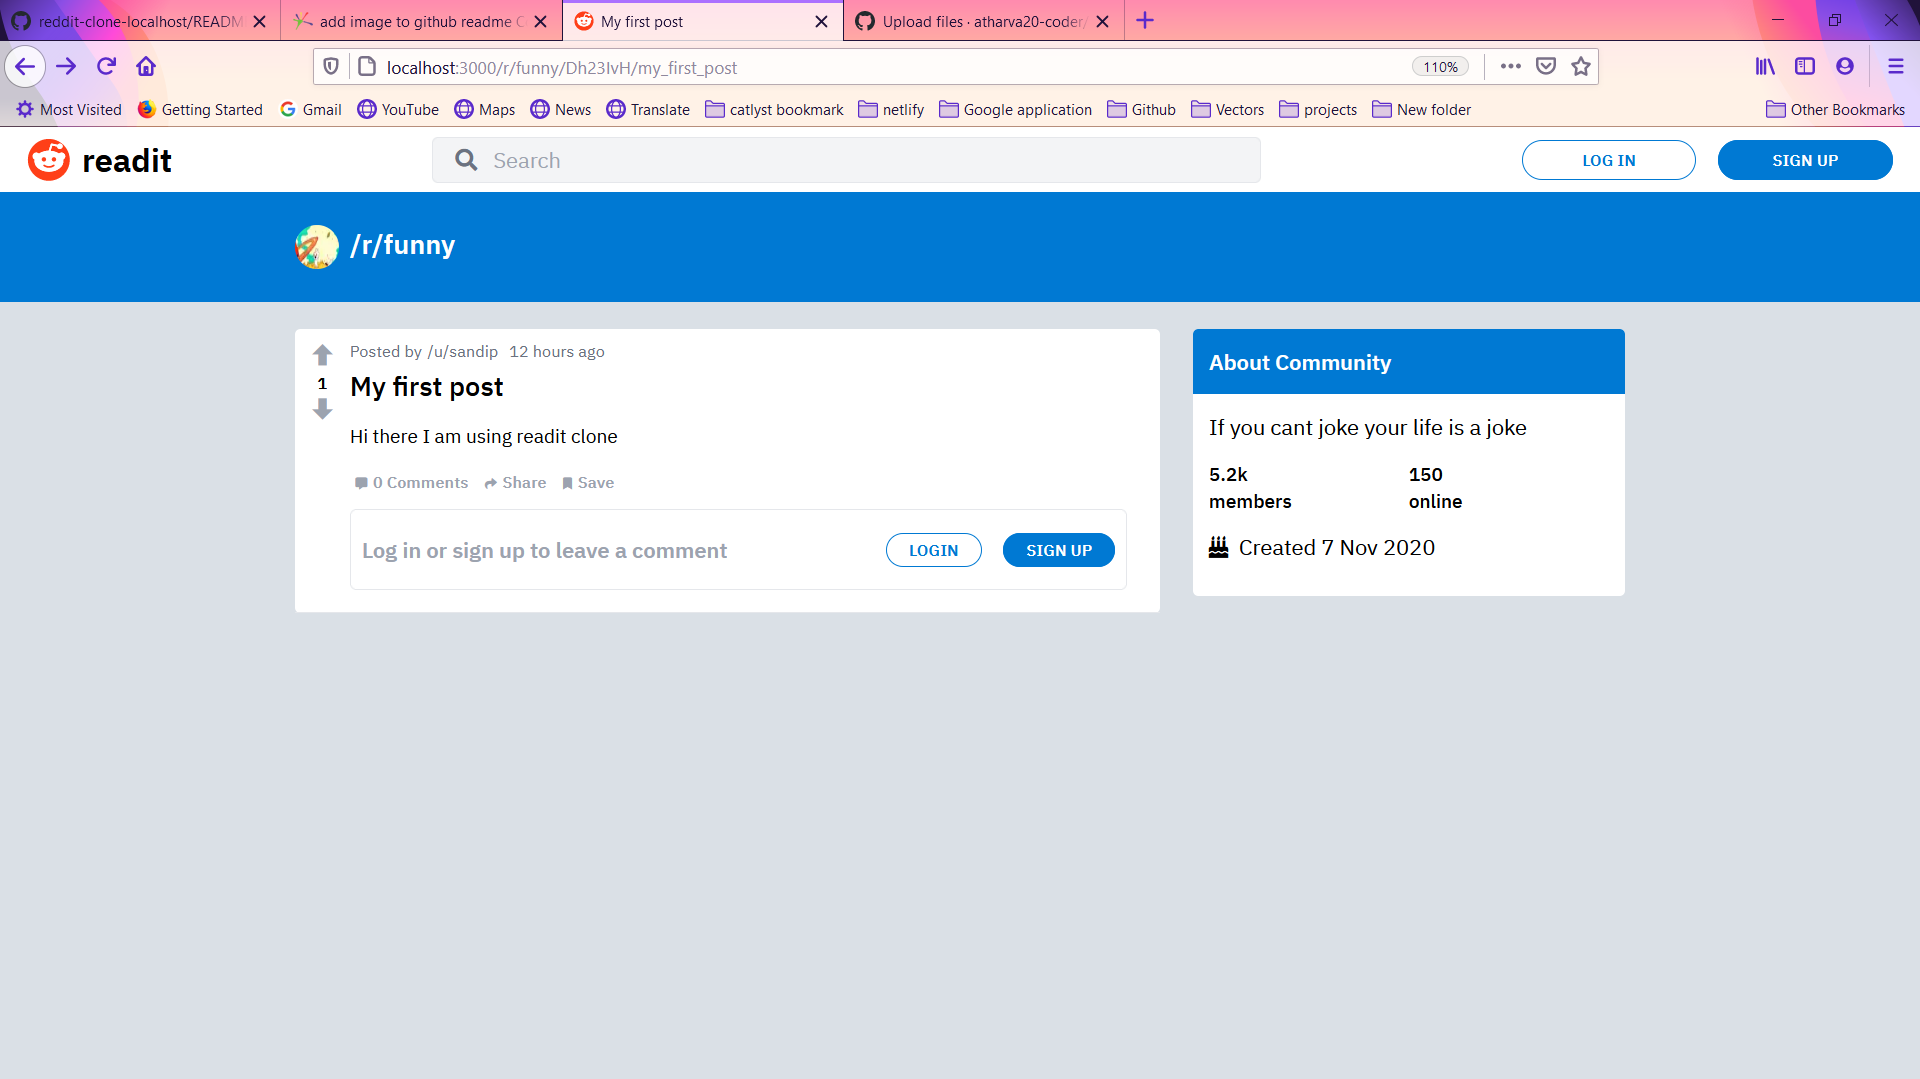 reddit-clone-localhost/READM
add image to github readme C
My first post
Upload files · atharva20-coder/
localhost:3000/r/funny/Dh23IvH/my_first_post
110%
Most Visited
Getting Started
Gmail
YouTube
Maps
News
Translate
catlyst bookmark
netlify
Google application
Github
Vectors
projects
New folder
Other Bookmarks
readit
Search
LOG IN
SIGN UP
/r/funny
Posted by /u/sandip 12 hours ago
1
My first post
Hi there I am using readit clone
0 Comments
Share
Save
Log in or sign up to leave a comment
LOGIN
SIGN UP
About Community
If you cant joke your life is a joke
5.2k
members
150
online
Created 7 Nov 2020